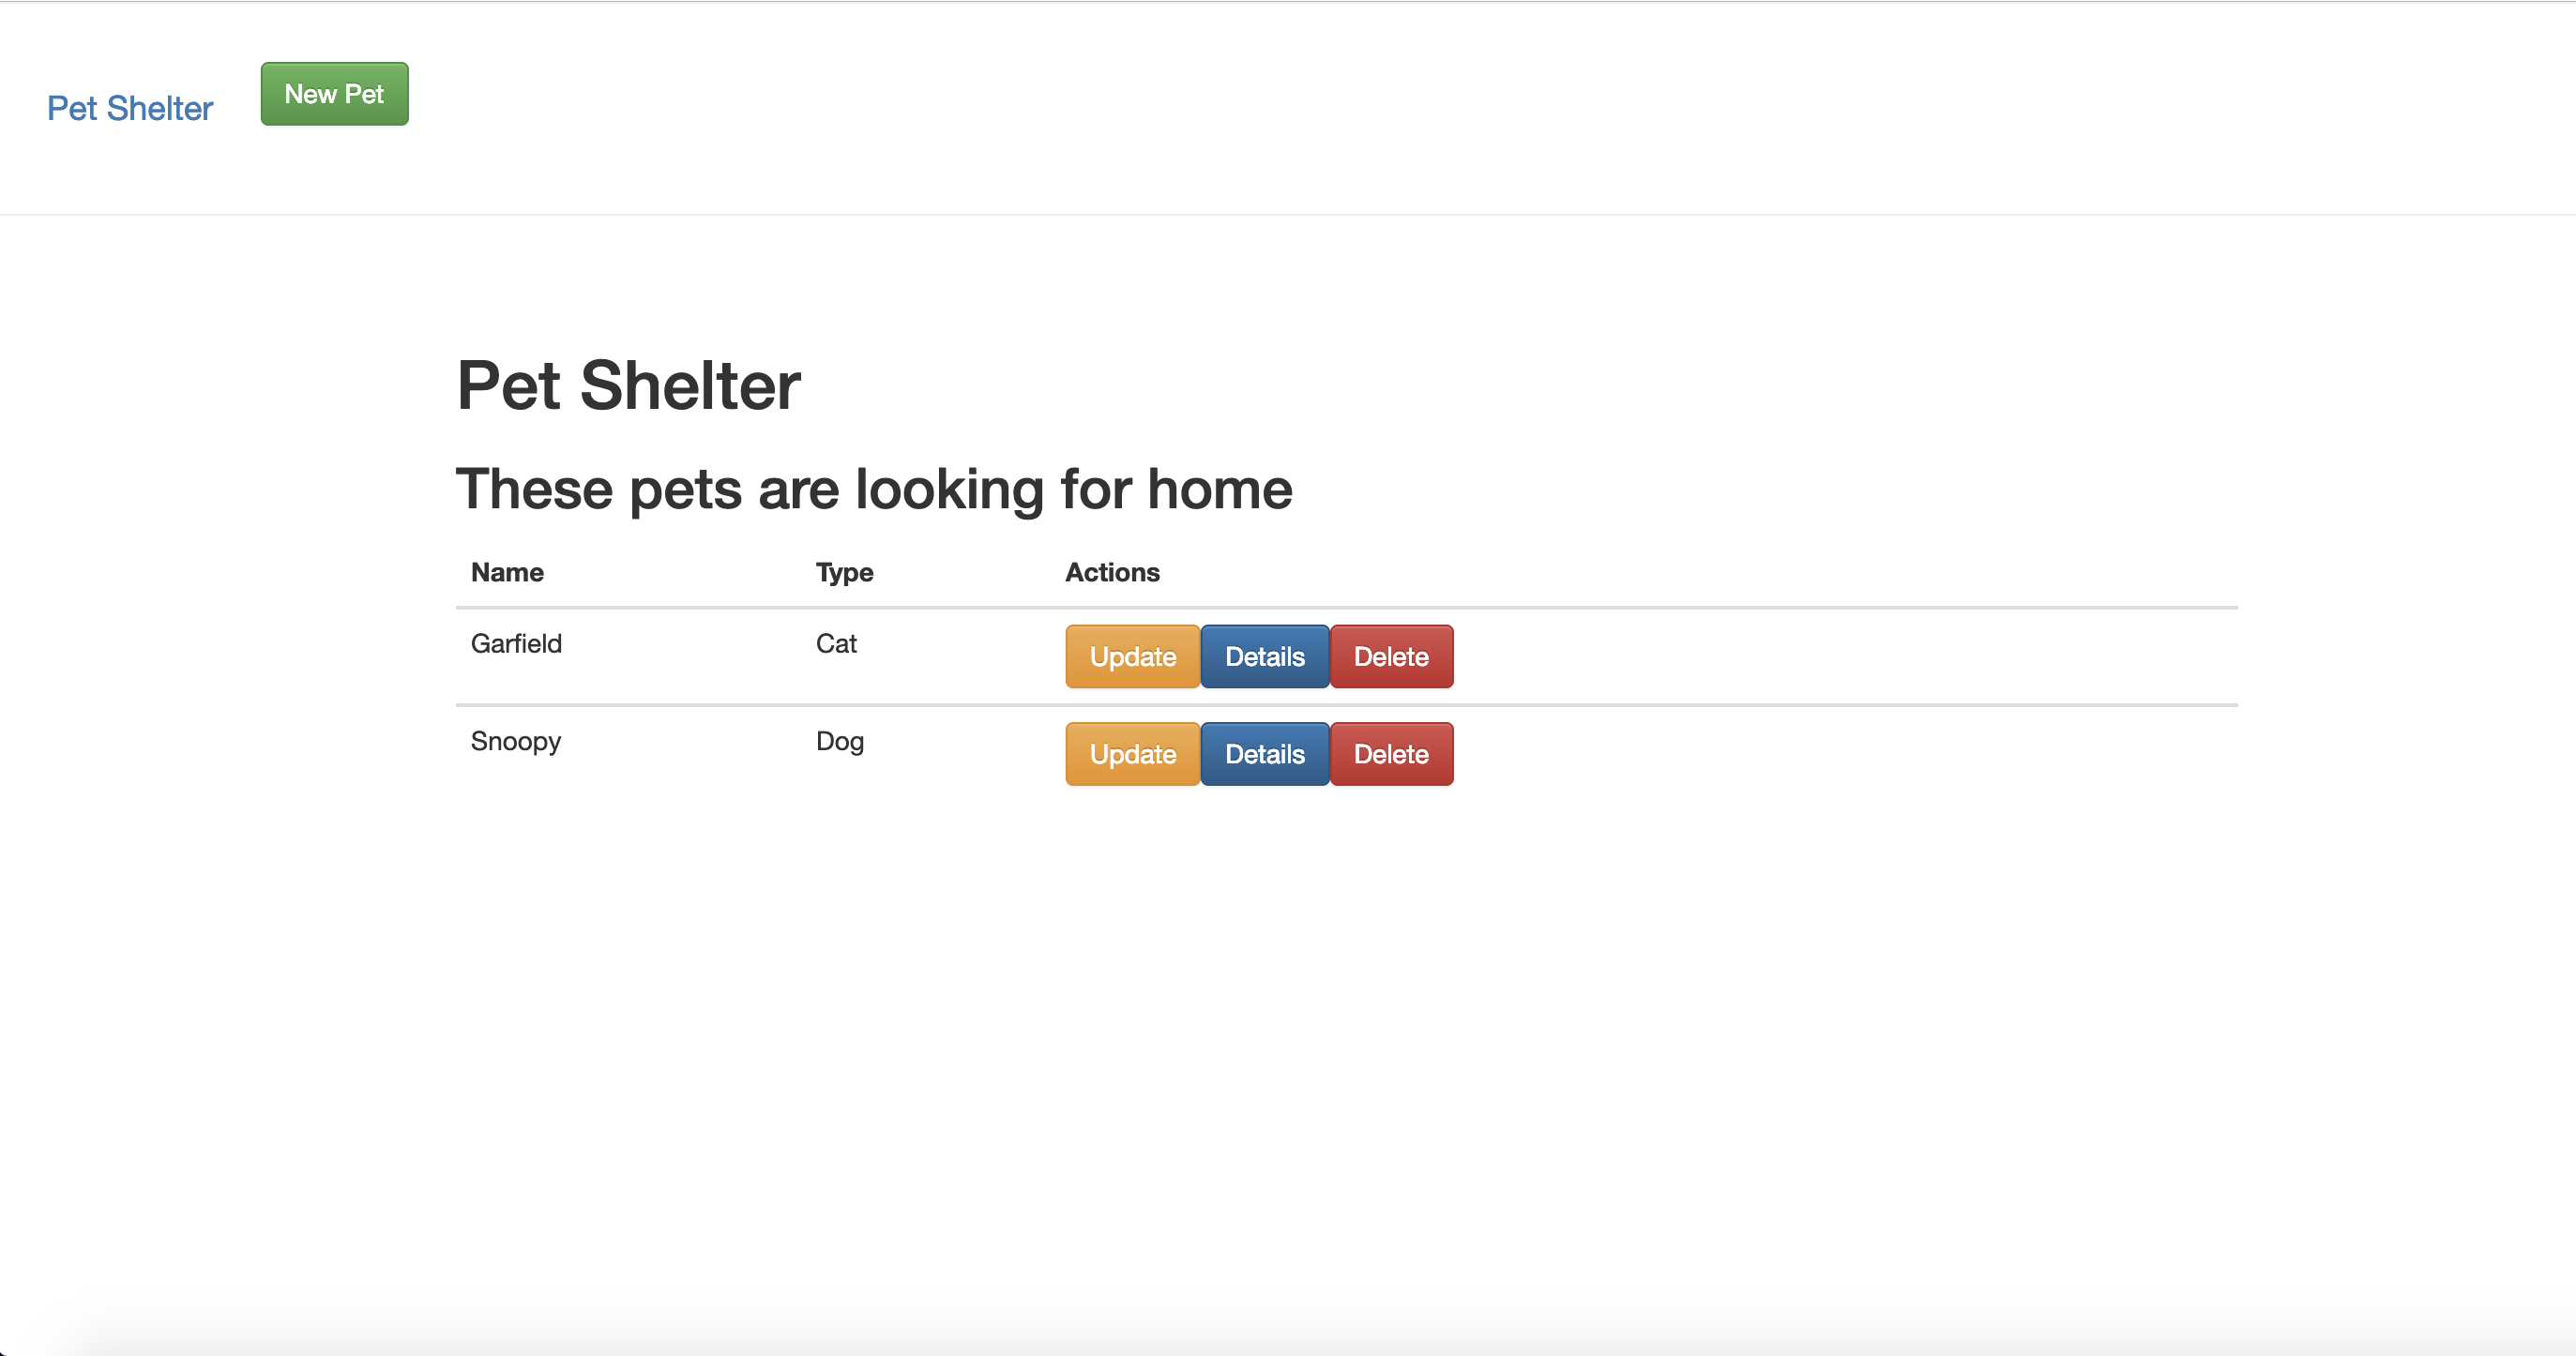 Pet Shelter New Pet
Pet Shelter
These pets are looking for home
Name Type Actions
Garfield Cat Update Details Delete
Snoopy Dog Update Details Delete